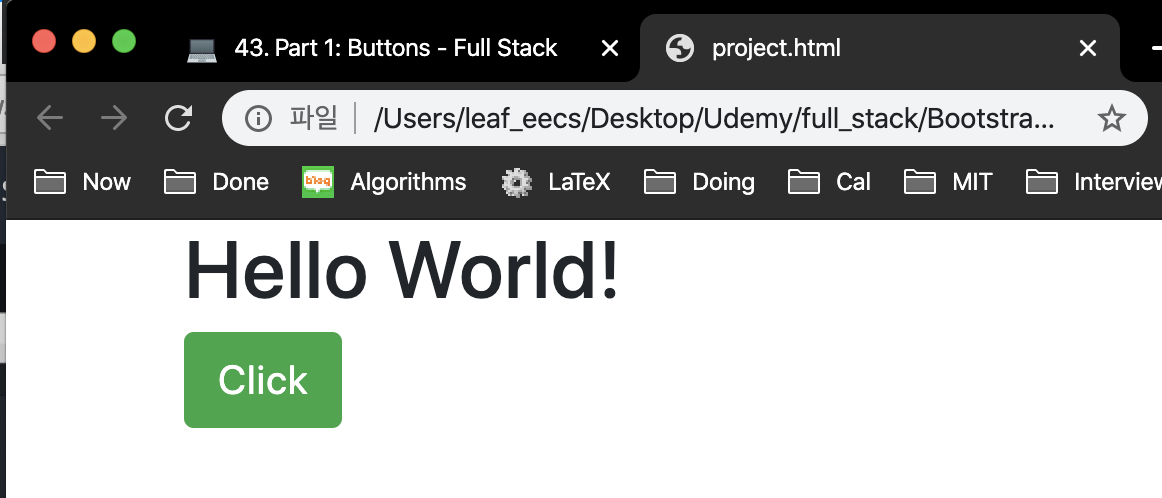 43. Part 1: Buttons - Full Stack project.html
파일 /Users/leaf_eecs/Desktop/Udemy/full_stack/Bootstra...
Now Done blog Algorithms LaTeX Doing Cal MIT Interview
Hello World!
Click